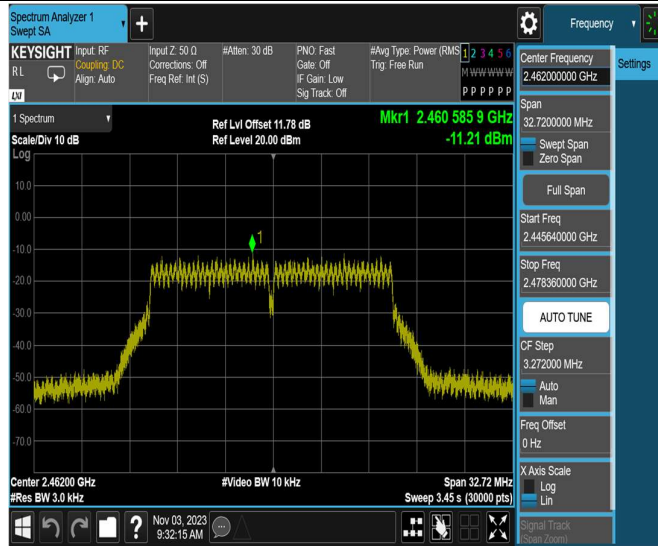 Spectrum Analyzer 1
Swept SA
+
Frequency
KEYSIGHT
R L
LXI
Input: RF
Coupling: DC
Align: Auto
Input Z: 50 Ω
Corrections: Off
Freq Ref: Int (S)
#Atten: 30 dB
PNO: Fast
Gate: Off
IF Gain: Low
Sig Track: Off
#Avg Type: Power (RMS
Trig: Free Run
1 2 3 4 5 6
M W W W W W
P P P P P P
1 Spectrum
Scale/Div 10 dB
Log
Ref Lvl Offset 11.78 dB
Ref Level 20.00 dBm
Mkr1 2.460 585 9 GHz
-11.21 dBm
10.0
0.00
-10.0
-20.0
-30.0
-40.0
-50.0
-60.0
-70.0
1
Center 2.46200 GHz
#Res BW 3.0 kHz
#Video BW 10 kHz
Span 32.72 MHz
Sweep 3.45 s (30000 pts)
Center Frequency
2.462000000 GHz
Span
32.7200000 MHz
Swept Span
Zero Span
Full Span
Start Freq
2.445640000 GHz
Stop Freq
2.478360000 GHz
AUTO TUNE
CF Step
3.272000 MHz
Auto
Man
Freq Offset
0 Hz
X Axis Scale
Log
Lin
Signal Track
(Span Zoom)
Settings
?
Nov 03, 2023
9:32:15 AM